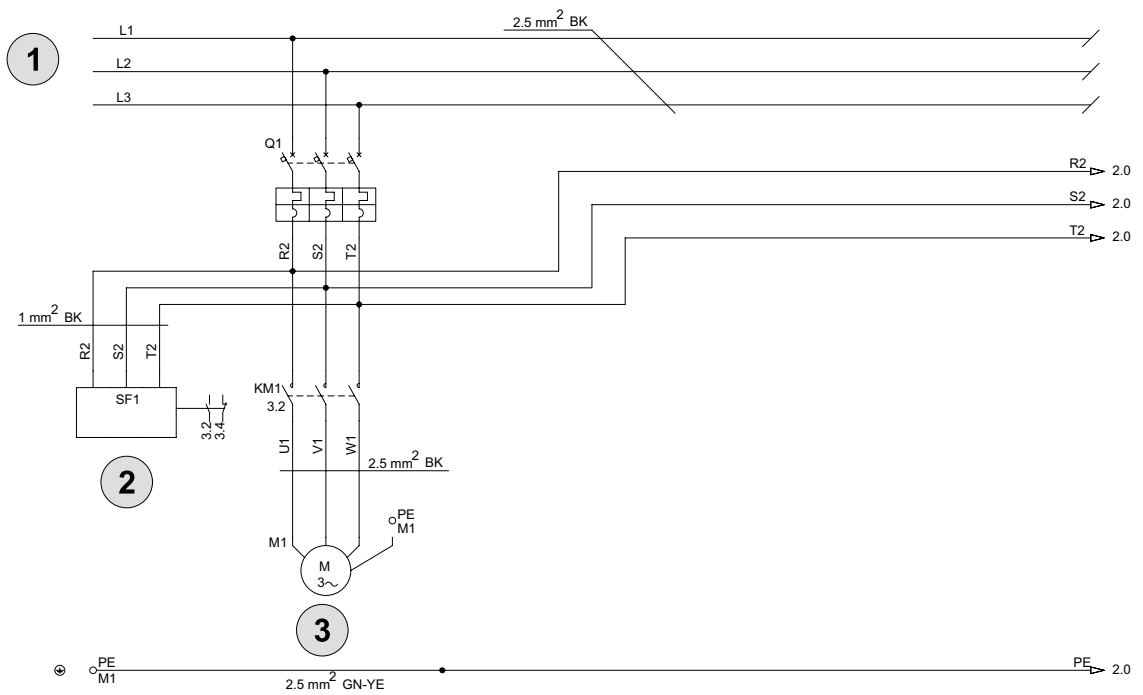 2.5 mm² BK
L1
1
L2
L3
Q1
R2 2.0
S2 2.0
T2 2.0
R2 S2 T2
1 mm² BK
R2 S2 T2
KM1
3.2
SF1
3.2 3.4
U1 V1 W1
2.5 mm² BK
2
PE
M1
M1
M
3~
3
PE
M1
PE 2.0
2.5 mm² GN-YE